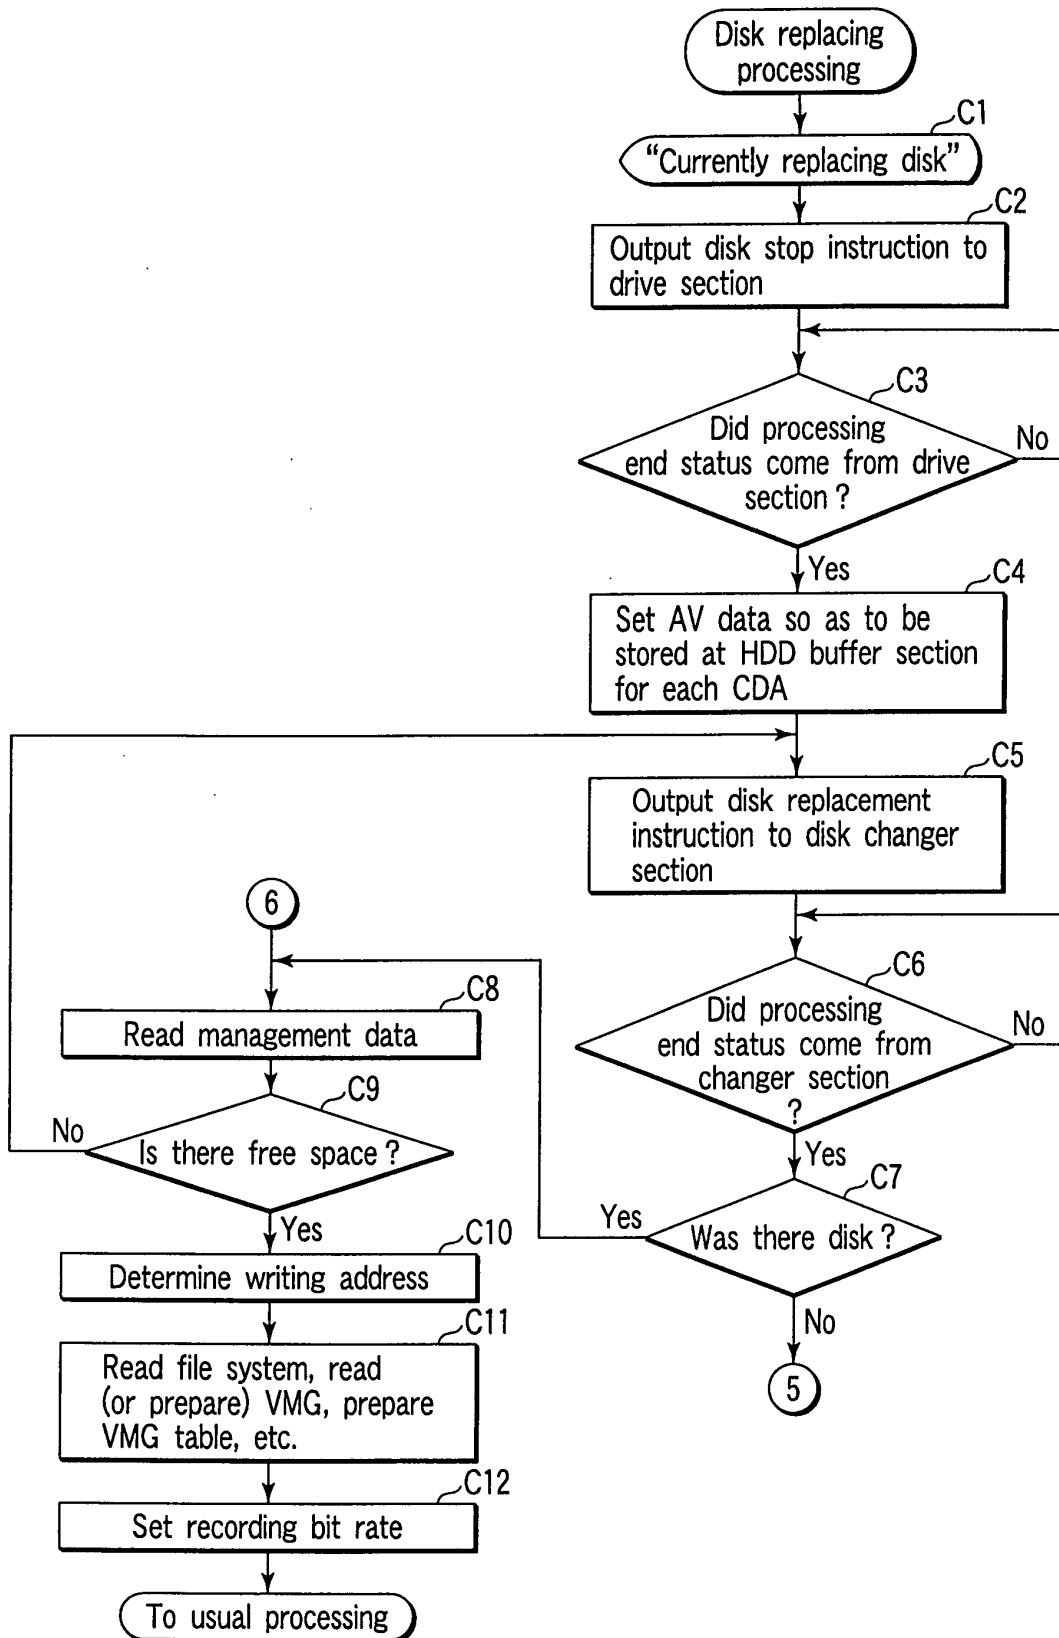 Disk replacing
processing
C1
“Currently replacing disk”
C2
Output disk stop instruction to
drive section
C3
Did processing
end status come from drive
section ?
No
Yes
C4
Set AV data so as to be
stored at HDD buffer section
for each CDA
C5
Output disk replacement
instruction to disk changer
section
C6
Did processing
end status come from
changer section
?
No
Yes
C7
Was there disk ?
Yes
No
5
6
C8
Read management data
C9
Is there free space ?
No
Yes
C10
Determine writing address
C11
Read file system, read
(or prepare) VMG, prepare
VMG table, etc.
C12
Set recording bit rate
To usual processing